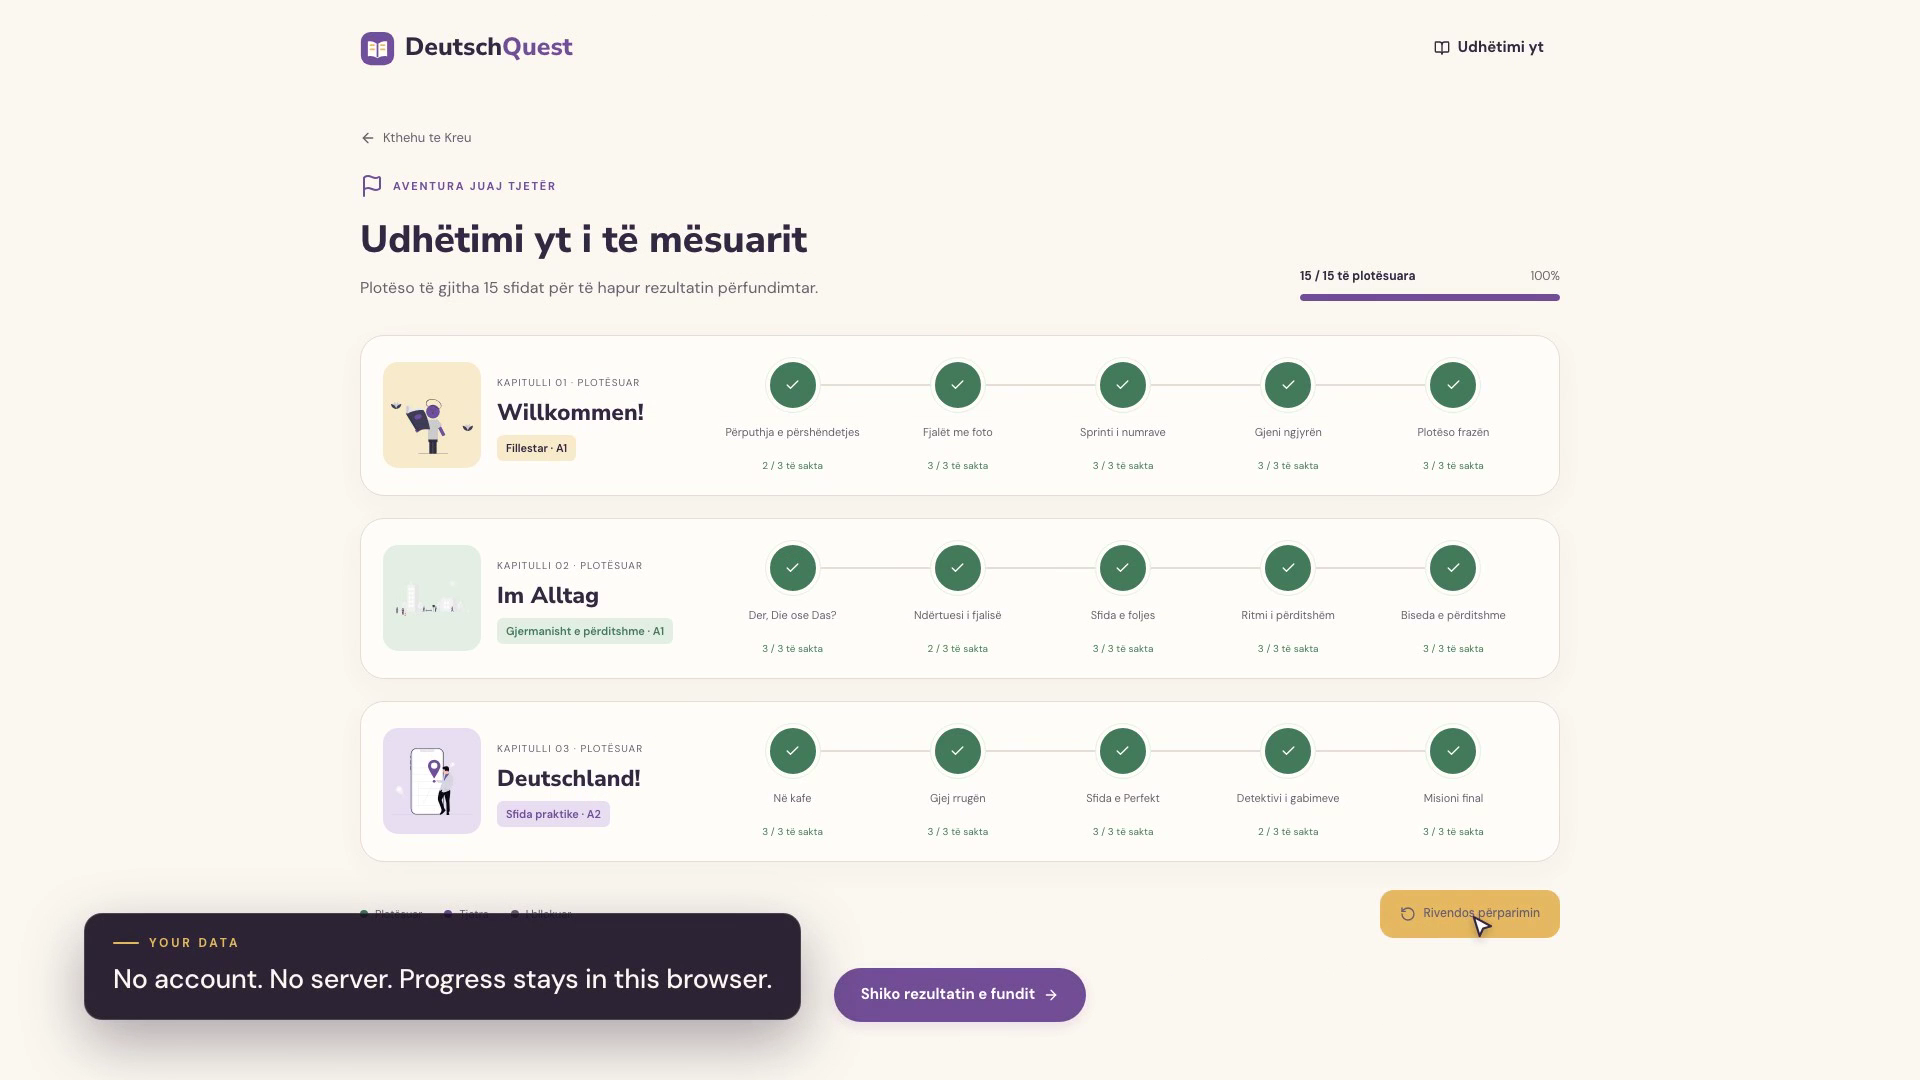 DeutschQuest
Udhëtimi yt
Kthehu te Kreu
AVENTURA JUAJ TJETËR
Udhëtimi yt i të mësuarit
Plotëso të gjitha 15 sfidat për të hapur rezultatin përfundimtar.
15 / 15 të plotësuara 100%
KAPITULLI 01 · PLOTËSUAR
Willkommen!
Fillestar · A1
Përputhja e përshëndetjes
2 / 3 të sakta
Fjalët me foto
3 / 3 të sakta
Sprinti i numrave
3 / 3 të sakta
Gjeni ngjyrën
3 / 3 të sakta
Plotëso frazën
3 / 3 të sakta
KAPITULLI 02 · PLOTËSUAR
Im Alltag
Gjermanisht e përditshme · A1
Der, Die ose Das?
3 / 3 të sakta
Ndërtuesi i fjalisë
2 / 3 të sakta
Sfida e foljes
3 / 3 të sakta
Ritmi i përditshëm
3 / 3 të sakta
Biseda e përditshme
3 / 3 të sakta
KAPITULLI 03 · PLOTËSUAR
Deutschland!
Sfida praktike · A2
Në kafe
3 / 3 të sakta
Gjej rrugën
3 / 3 të sakta
Sfida e Perfekt
3 / 3 të sakta
Detektivi i gabimeve
2 / 3 të sakta
Misioni final
3 / 3 të sakta
Rivendos përparimin
YOUR DATA
No account. No server. Progress stays in this browser.
Shiko rezultatin e fundit